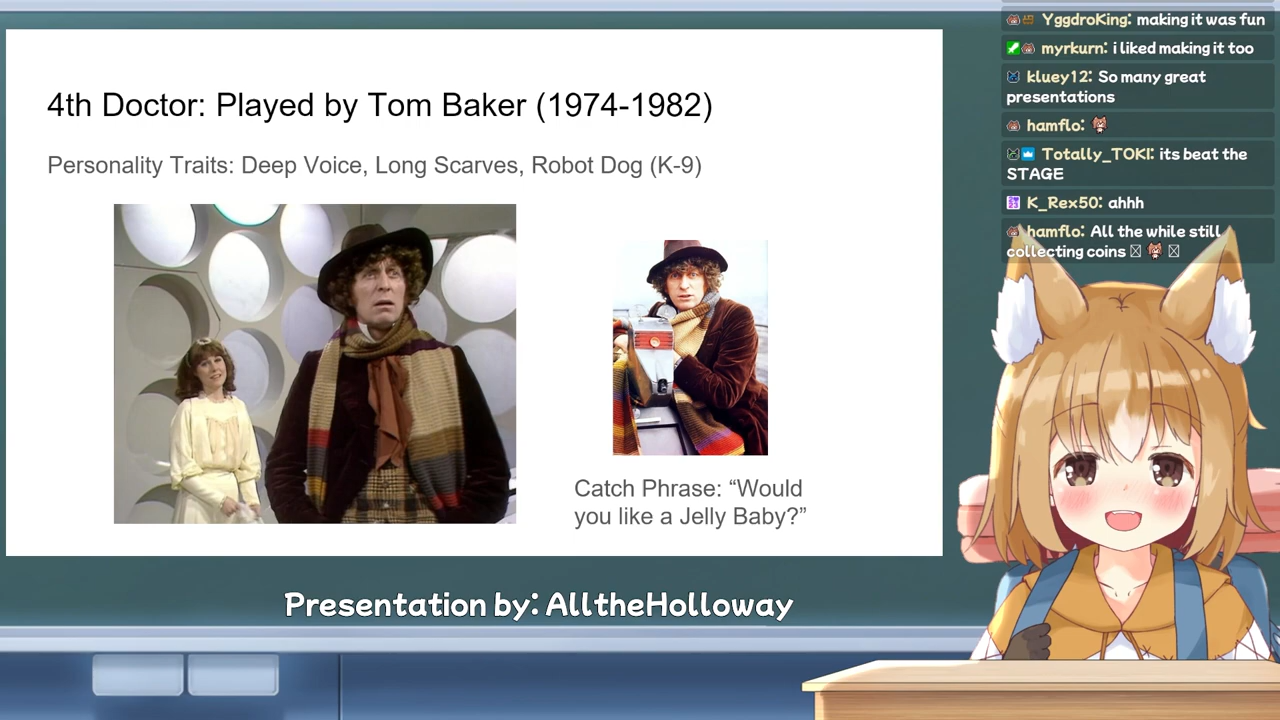 4th Doctor: Played by Tom Baker (1974-1982)
Personality Traits: Deep Voice, Long Scarves, Robot Dog (K-9)
Catch Phrase: “Would
you like a Jelly Baby?”
Presentation by: AlltheHolloway
YggdroKing: making it was fun
myrkurn: i liked making it too
kluey12: So many great
presentations
hamflo:
Totally_TOKI: its beat the
STAGE
K_Rex50: ahhh
hamflo: All the while still
collecting coins